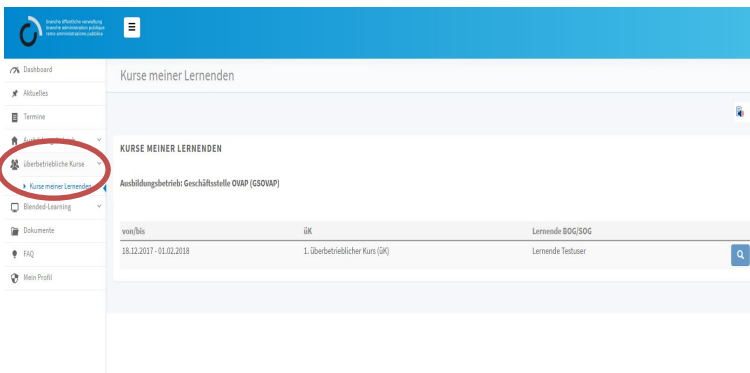 branche öffentliche verwaltung
branche administration publique
ramo amministrazione pubblica
Dashboard
Aktuelles
Termine
überbetriebliche Kurse
Kurse meiner Lernenden
Blended-Learning
Dokumente
FAQ
Mein Profil
Kurse meiner Lernenden
KURSE MEINER LERNENDEN
Ausbildungsbetrieb: Geschäftsstelle OVAP (GSOVAP)
von/bis üK Lernende BOG/SOG
18.12.2017 - 01.02.2018 1. überbetrieblicher Kurs (üK) Lernende Testuser